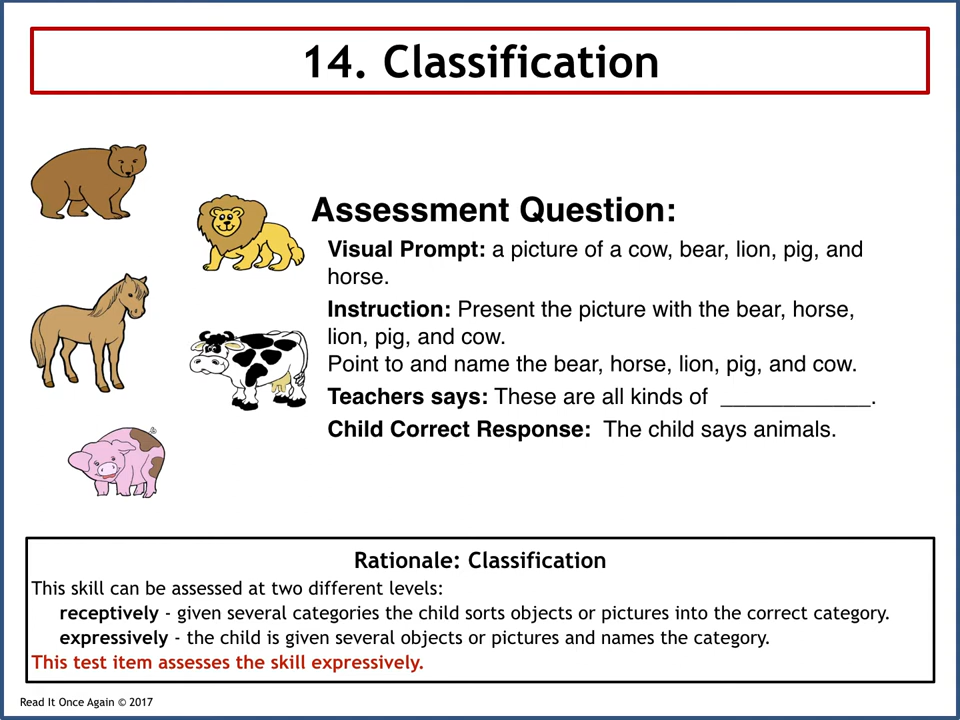 14. Classification
Assessment Question:
Visual Prompt: a picture of a cow, bear, lion, pig, and
horse.
Instruction: Present the picture with the bear, horse,
lion, pig, and cow.
Point to and name the bear, horse, lion, pig, and cow.
Teachers says: These are all kinds of ____________.
Child Correct Response: The child says animals.
Rationale: Classification
This skill can be assessed at two different levels:
receptively - given several categories the child sorts objects or pictures into the correct category.
expressively - the child is given several objects or pictures and names the category.
This test item assesses the skill expressively.
Read It Once Again © 2017